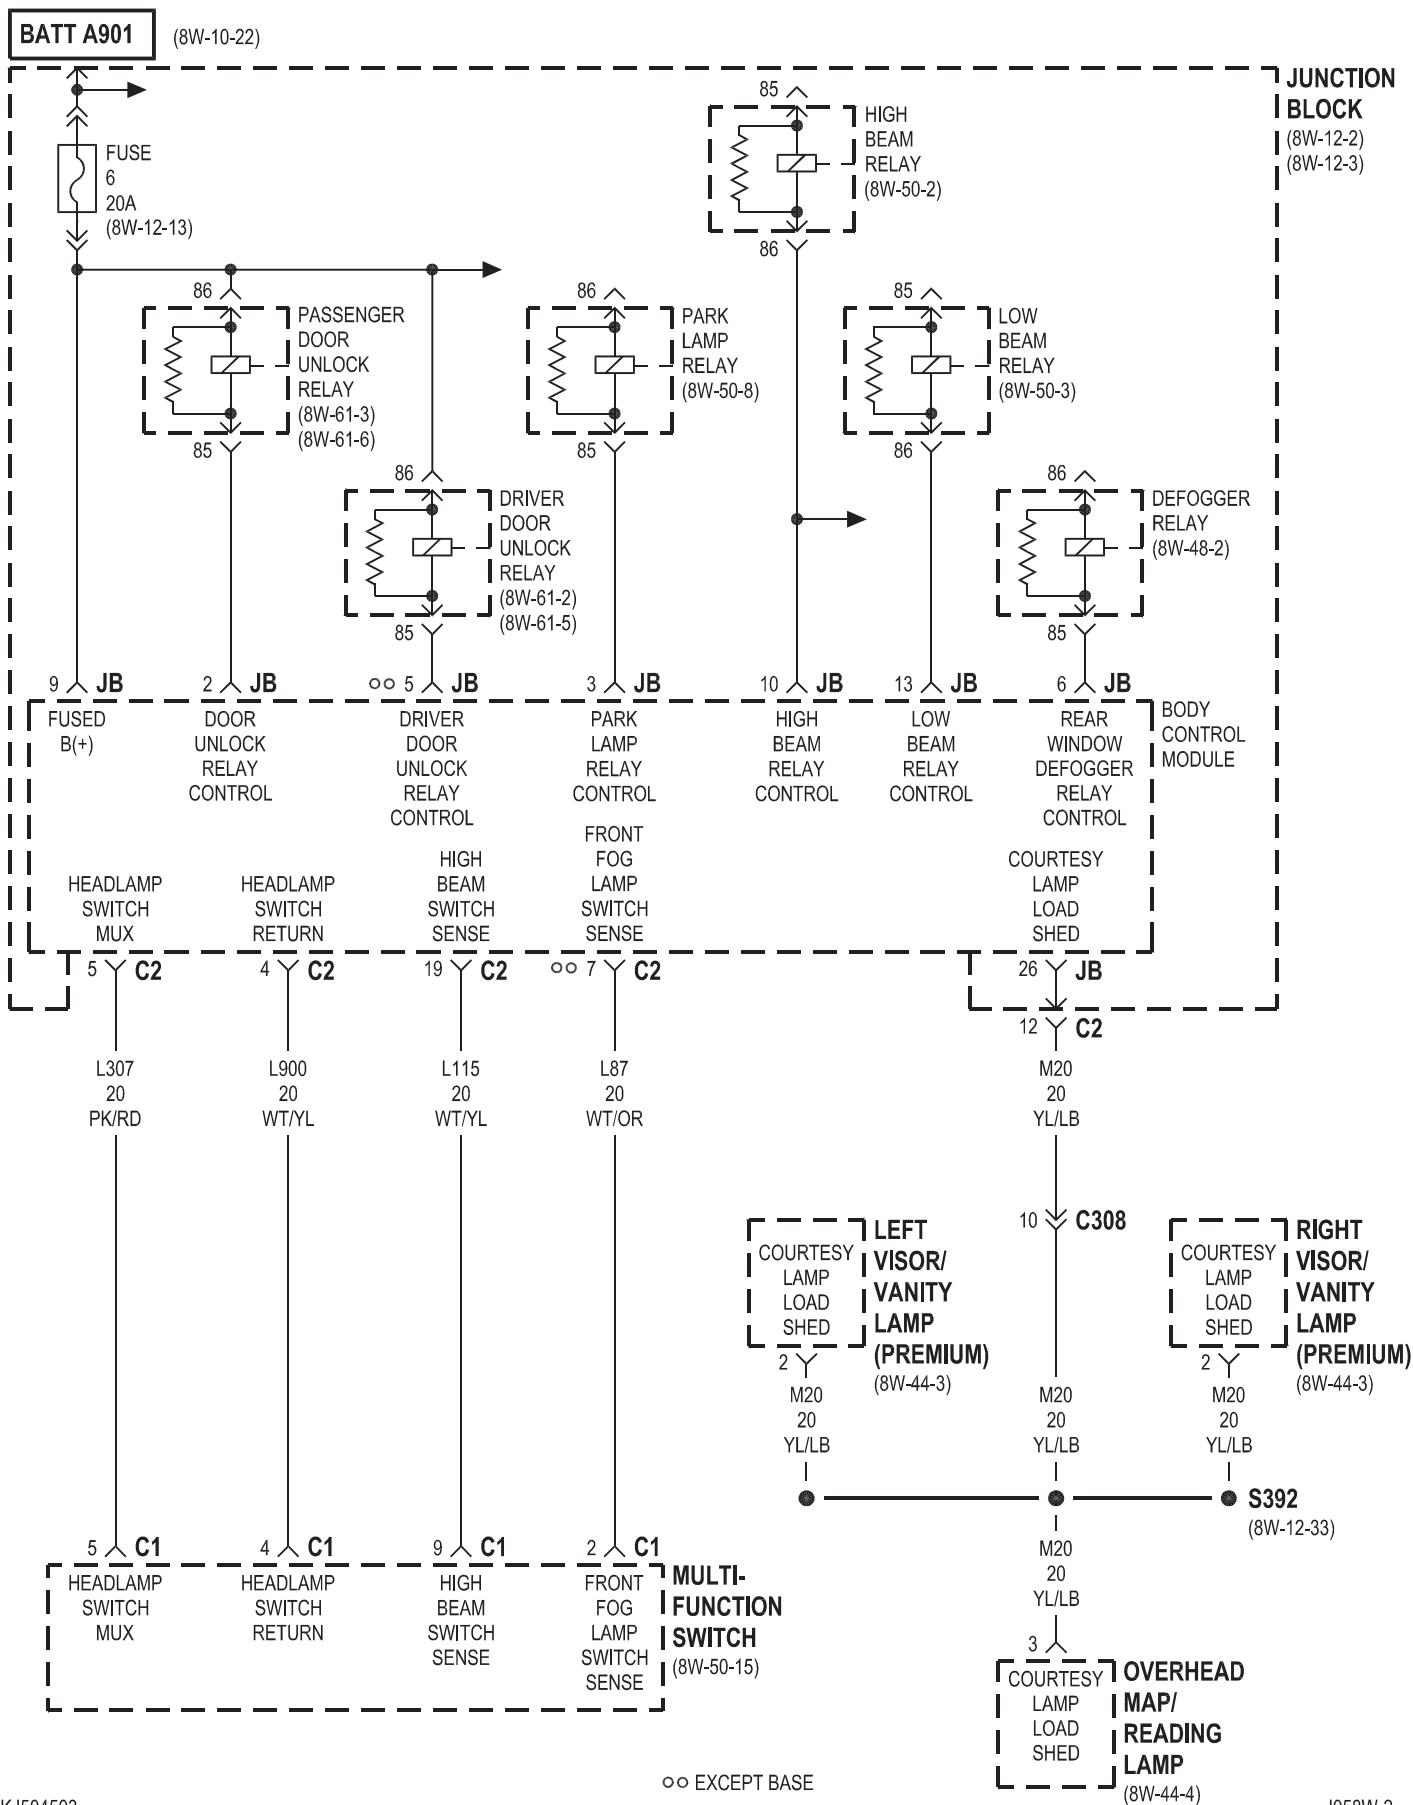 BATT A901
(8W-10-22)
JUNCTION
BLOCK
(8W-12-2)
(8W-12-3)
FUSE
6
20A
(8W-12-13)
85
HIGH
BEAM
RELAY
(8W-50-2)
86
86
PASSENGER
DOOR
UNLOCK
RELAY
(8W-61-3)
(8W-61-6)
85
86
PARK
LAMP
RELAY
(8W-50-8)
85
85
LOW
BEAM
RELAY
(8W-50-3)
86
86
DRIVER
DOOR
UNLOCK
RELAY
(8W-61-2)
(8W-61-5)
85
86
DEFOGGER
RELAY
(8W-48-2)
85
9 JB
2 JB
5 JB
3 JB
10 JB
13 JB
6 JB
FUSED
B(+)
DOOR
UNLOCK
RELAY
CONTROL
DRIVER
DOOR
UNLOCK
RELAY
CONTROL
PARK
LAMP
RELAY
CONTROL
HIGH
BEAM
RELAY
CONTROL
LOW
BEAM
RELAY
CONTROL
REAR
WINDOW
DEFOGGER
RELAY
CONTROL
BODY
CONTROL
MODULE
HEADLAMP
SWITCH
MUX
HEADLAMP
SWITCH
RETURN
HIGH
BEAM
SWITCH
SENSE
FRONT
FOG
LAMP
SWITCH
SENSE
COURTESY
LAMP
LOAD
SHED
5 C2
4 C2
19 C2
7 C2
26 JB
12 C2
L307
20
PK/RD
L900
20
WT/YL
L115
20
WT/YL
L87
20
WT/OR
M20
20
YL/LB
10 C308
COURTESY
LAMP
LOAD
SHED
LEFT
VISOR/
VANITY
LAMP
(PREMIUM)
(8W-44-3)
2
M20
20
YL/LB
M20
20
YL/LB
COURTESY
LAMP
LOAD
SHED
RIGHT
VISOR/
VANITY
LAMP
(PREMIUM)
(8W-44-3)
2
M20
20
YL/LB
S392
(8W-12-33)
M20
20
YL/LB
5 C1
4 C1
9 C1
2 C1
HEADLAMP
SWITCH
MUX
HEADLAMP
SWITCH
RETURN
HIGH
BEAM
SWITCH
SENSE
FRONT
FOG
LAMP
SWITCH
SENSE
MULTI-
FUNCTION
SWITCH
(8W-50-15)
3
COURTESY
LAMP
LOAD
SHED
OVERHEAD
MAP/
READING
LAMP
(8W-44-4)
EXCEPT BASE